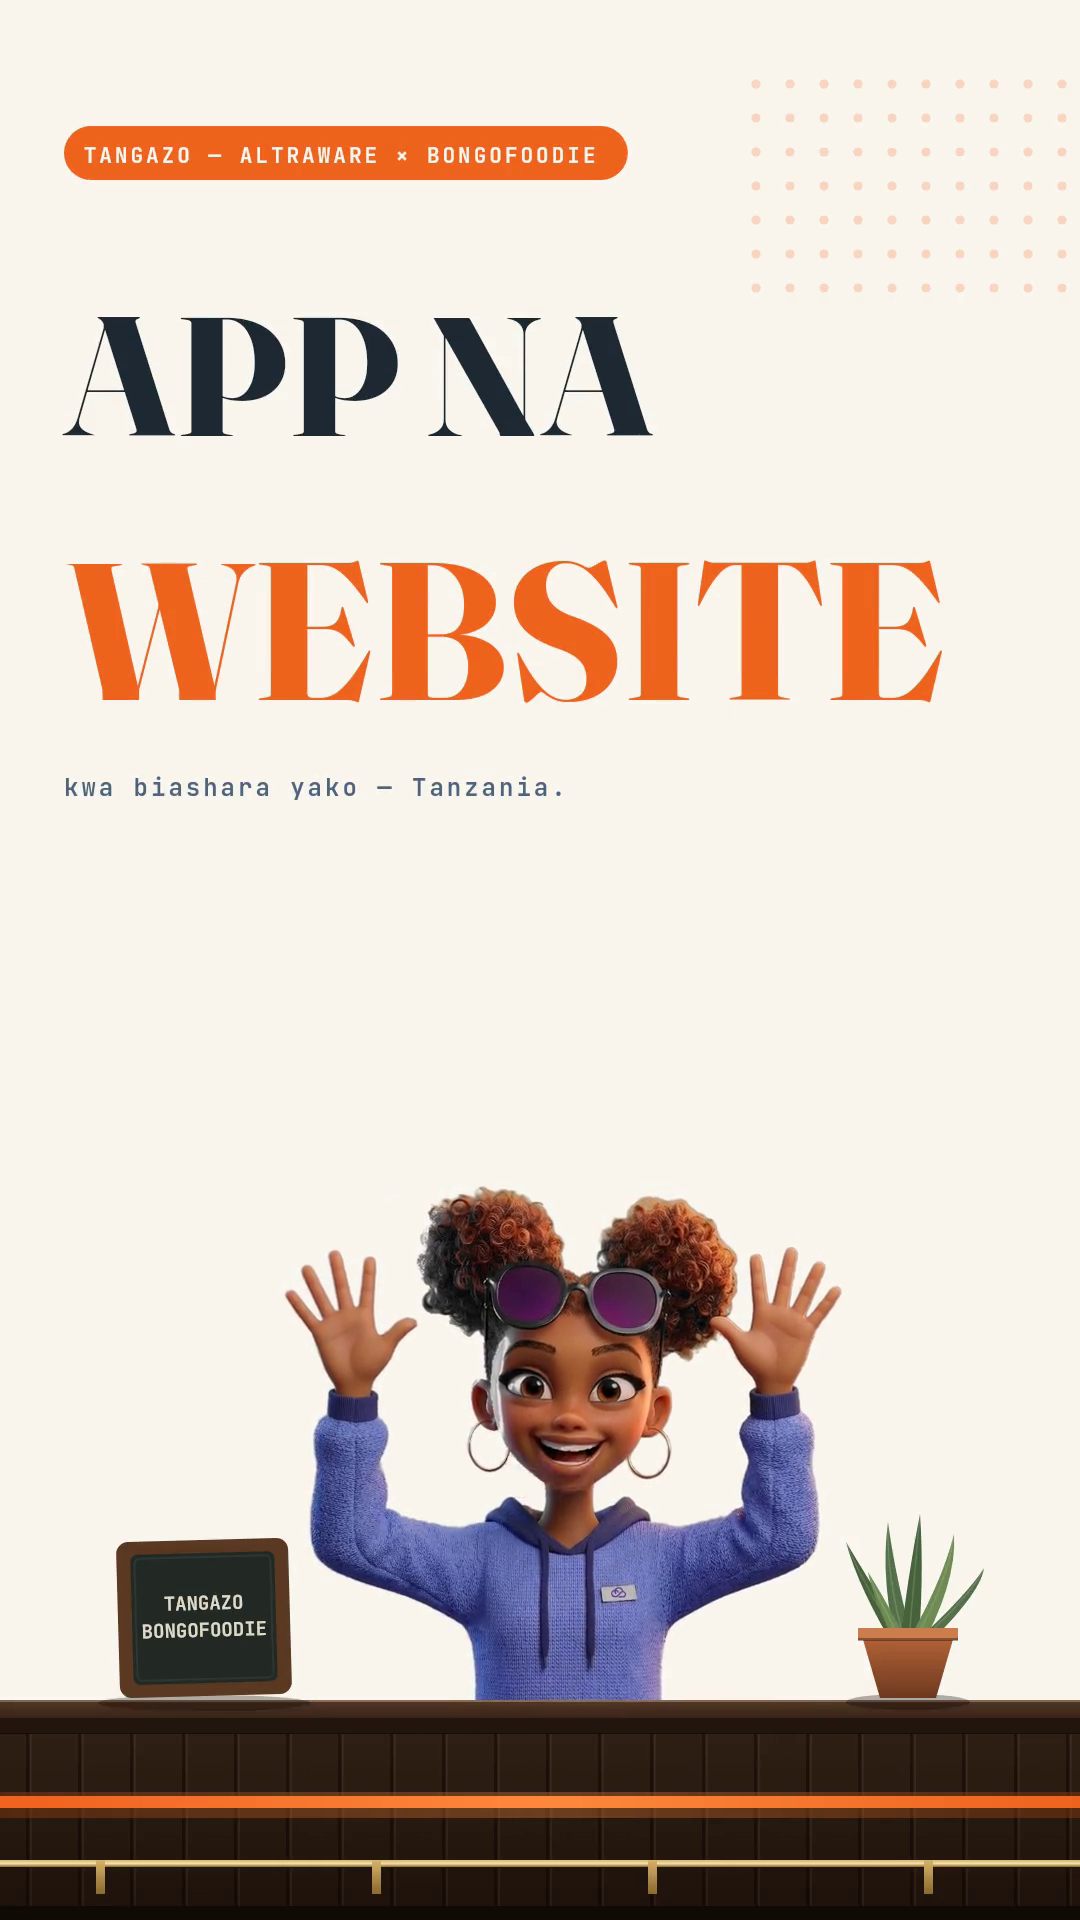 TANGAZO — ALTRAWARE × BONGOFOODIE
APP NA
WEBSITE
kwa biashara yako — Tanzania.
TANGAZO
BONGOFOODIE